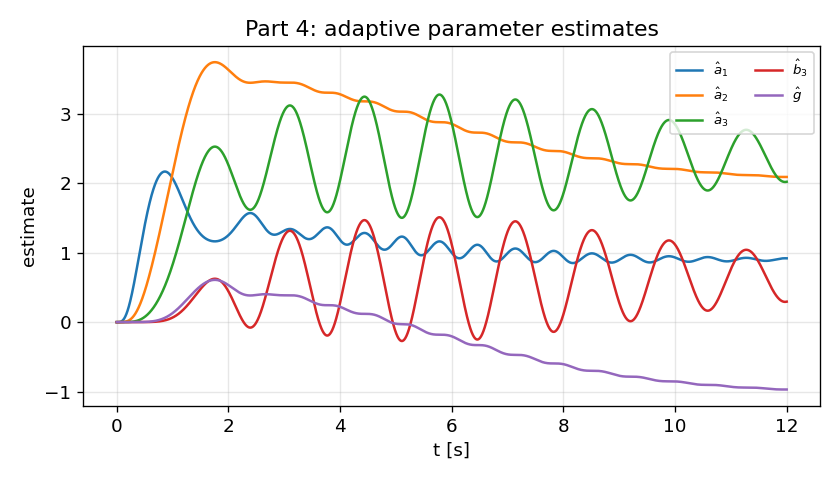 Part 4: adaptive parameter estimates
estimate
3
2
1
0
−1
0 2 4 6 8 10 12
t [s]
â₁ b̂₃
â₂ ĝ
â₃